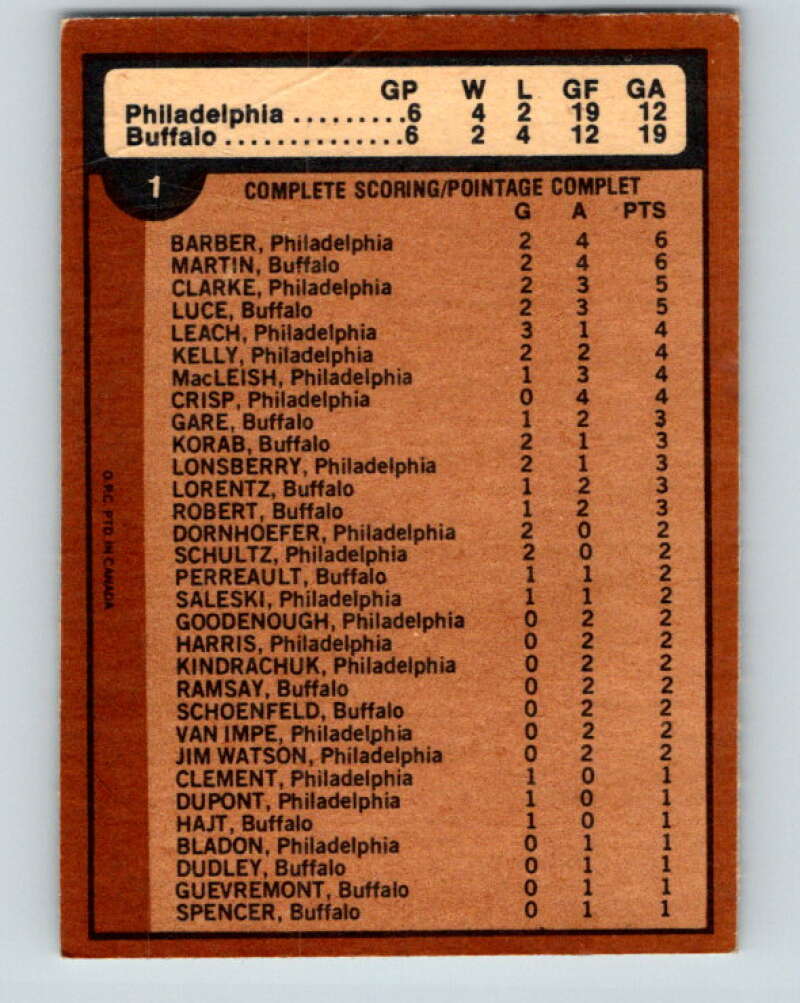 GP W L GF GA
Philadelphia .........6 4 2 19 12
Buffalo ..............6 2 4 12 19
1
COMPLETE SCORING/POINTAGE COMPLET
G A PTS
BARBER, Philadelphia 2 4 6
MARTIN, Buffalo 2 4 6
CLARKE, Philadelphia 2 3 5
LUCE, Buffalo 2 3 5
LEACH, Philadelphia 3 1 4
KELLY, Philadelphia 2 2 4
MacLEISH, Philadelphia 1 3 4
CRISP, Philadelphia 0 4 4
GARE, Buffalo 1 2 3
KORAB, Buffalo 2 1 3
LONSBERRY, Philadelphia 2 1 3
LORENTZ, Buffalo 1 2 3
ROBERT, Buffalo 1 2 3
DORNHOEFER, Philadelphia 2 0 2
SCHULTZ, Philadelphia 2 0 2
PERREAULT, Buffalo 1 1 2
SALESKI, Philadelphia 1 1 2
GOODENOUGH, Philadelphia 0 2 2
HARRIS, Philadelphia 0 2 2
KINDRACHUK, Philadelphia 0 2 2
RAMSAY, Buffalo 0 2 2
SCHOENFELD, Buffalo 0 2 2
VAN IMPE, Philadelphia 0 2 2
JIM WATSON, Philadelphia 0 2 2
CLEMENT, Philadelphia 1 0 1
DUPONT, Philadelphia 1 0 1
HAJT, Buffalo 1 0 1
BLADON, Philadelphia 0 1 1
DUDLEY, Buffalo 0 1 1
GUEVREMONT, Buffalo 0 1 1
SPENCER, Buffalo 0 1 1
O.P.C. PTD. IN CANADA